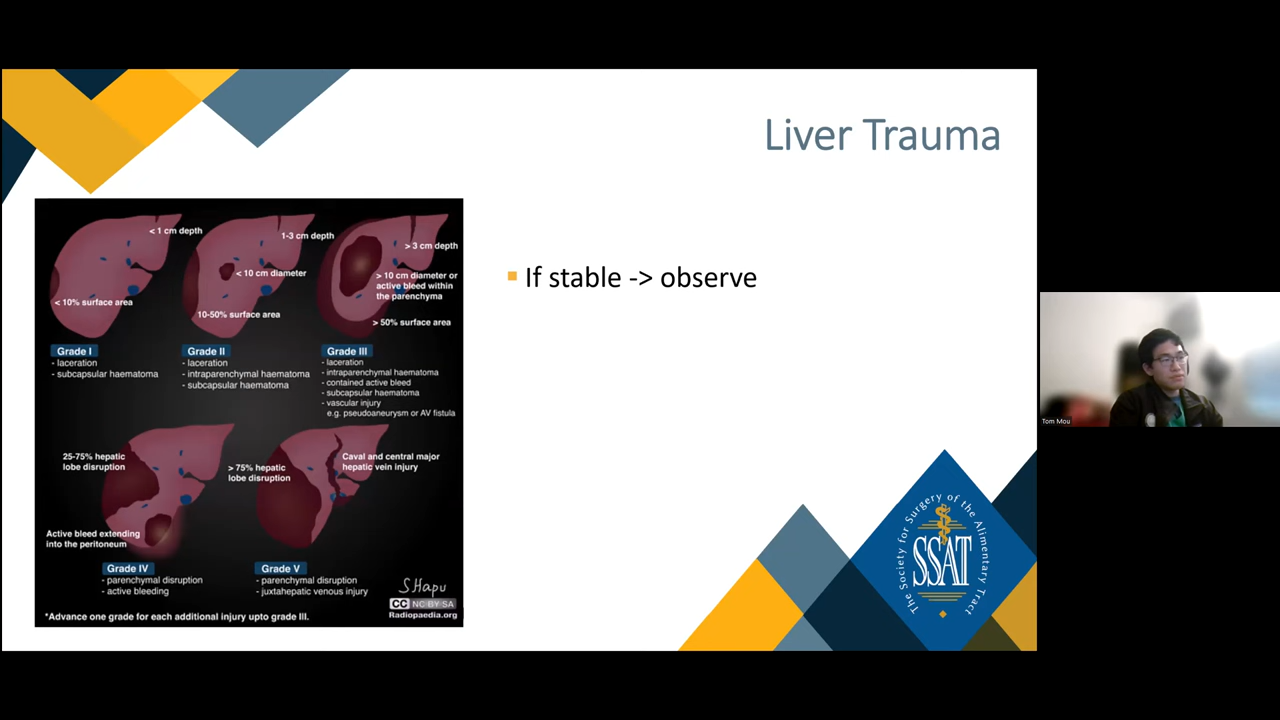 Liver Trauma
< 1 cm depth
< 10% surface area
Grade I
- laceration
- subcapsular haematoma
1-3 cm depth
< 10 cm diameter
10-50% surface area
Grade II
- laceration
- intraparenchymal haematoma
- subcapsular haematoma
> 3 cm depth
> 10 cm diameter or
active bleed within
the parenchyma
> 50% surface area
Grade III
- laceration
- intraparenchymal haematoma
- contained active bleed
- subcapsular haematoma
- vascular injury
e.g. pseudoaneurysm or AV fistula
25-75% hepatic
lobe disruption
Active bleed extending
into the peritoneum
Grade IV
- parenchymal disruption
- active bleeding
> 75% hepatic
lobe disruption
Caval and central major
hepatic vein injury
Grade V
- parenchymal disruption
- juxtahepatic venous injury
SHapu
CC NC BY SA
Radiopaedia.org
*Advance one grade for each additional injury upto grade III.
If stable -> observe
The Society for Surgery of the Alimentary Tract
SSAT
Tom Mou